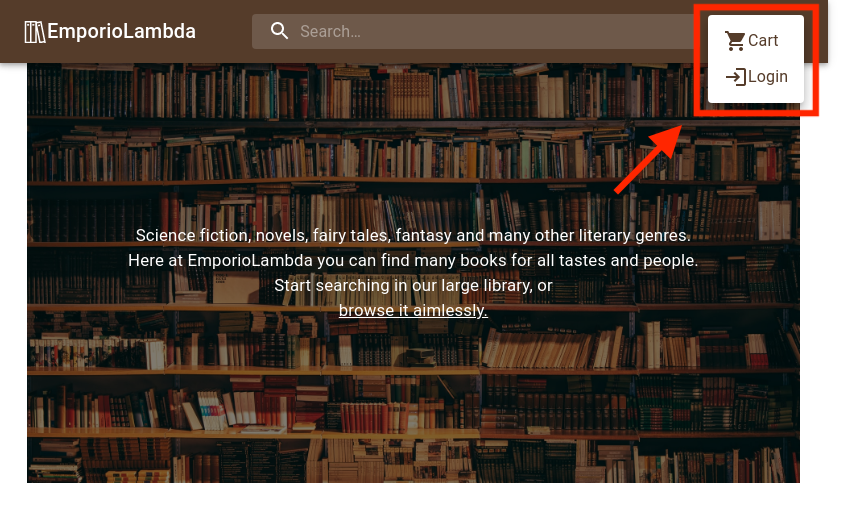 EmporioLambda
Search...
Cart
Login
Science fiction, novels, fairy tales, fantasy and many other literary genres.
Here at EmporioLambda you can find many books for all tastes and people.
Start searching in our large library, or
browse it aimlessly.